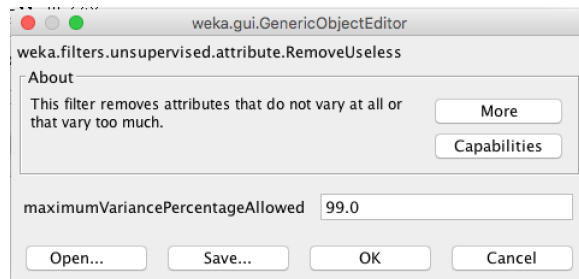 weka.gui.GenericObjectEditor
weka.filters.unsupervised.attribute.RemoveUseless
About
This filter removes attributes that do not vary at all or
that vary too much.
More
Capabilities
maximumVariancePercentageAllowed 99.0
Open... Save... OK Cancel